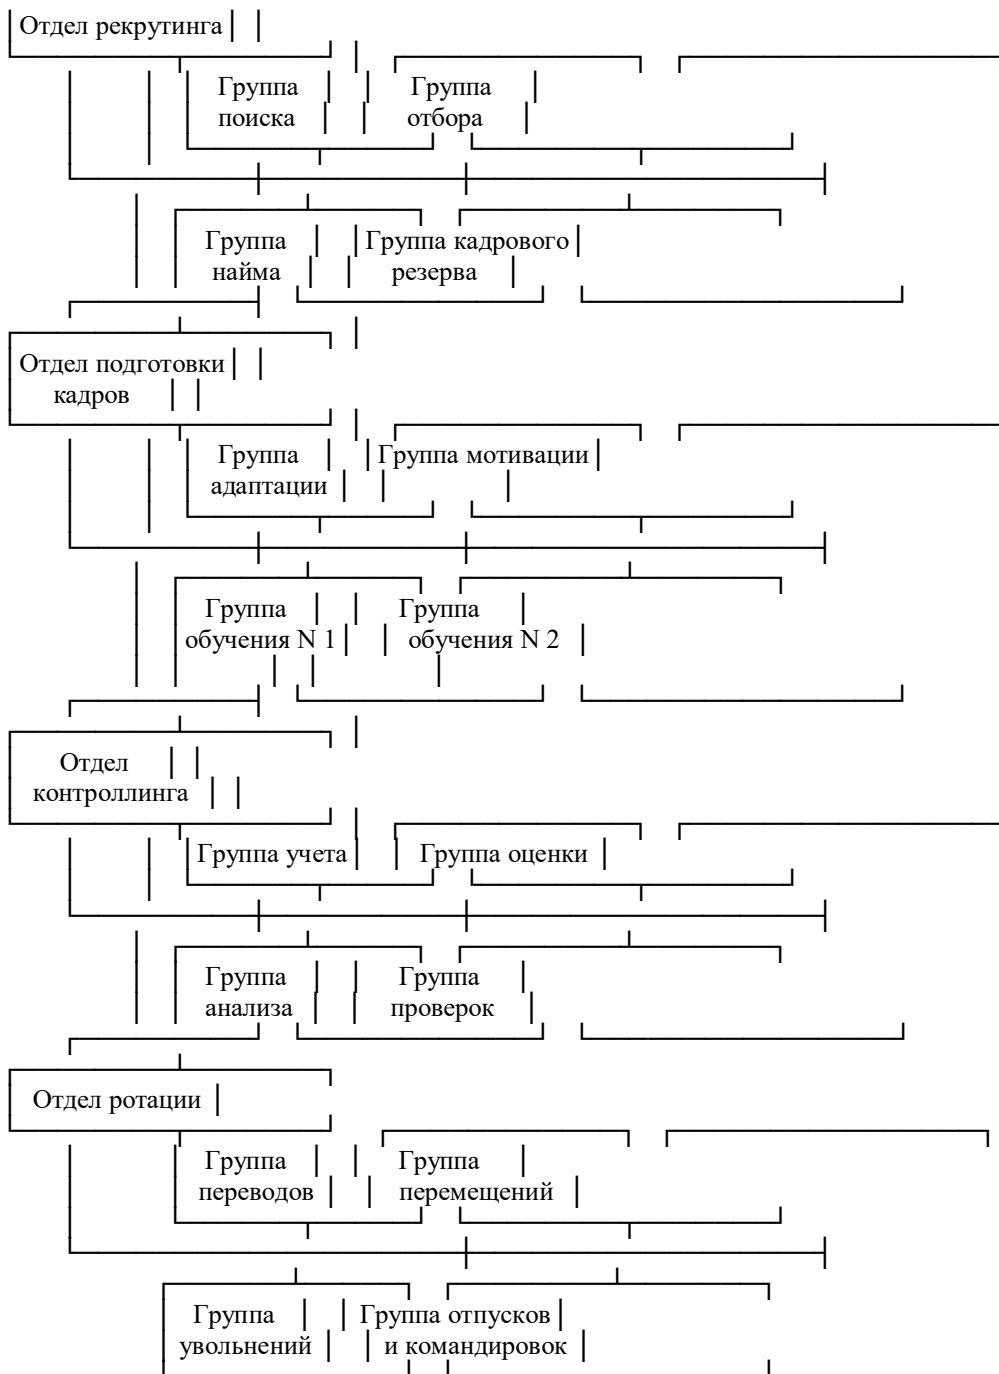 Отдел рекрутинга
Группа Группа
поиска отбора
Группа Группа кадрового
найма резерва
Отдел подготовки
кадров
Группа Группа мотивации
адаптации
Группа Группа
обучения N 1 обучения N 2
Отдел
контроллинга
Группа учета Группа оценки
Группа Группа
анализа проверок
Отдел ротации
Группа Группа
переводов перемещений
Группа Группа отпусков
увольнений и командировок